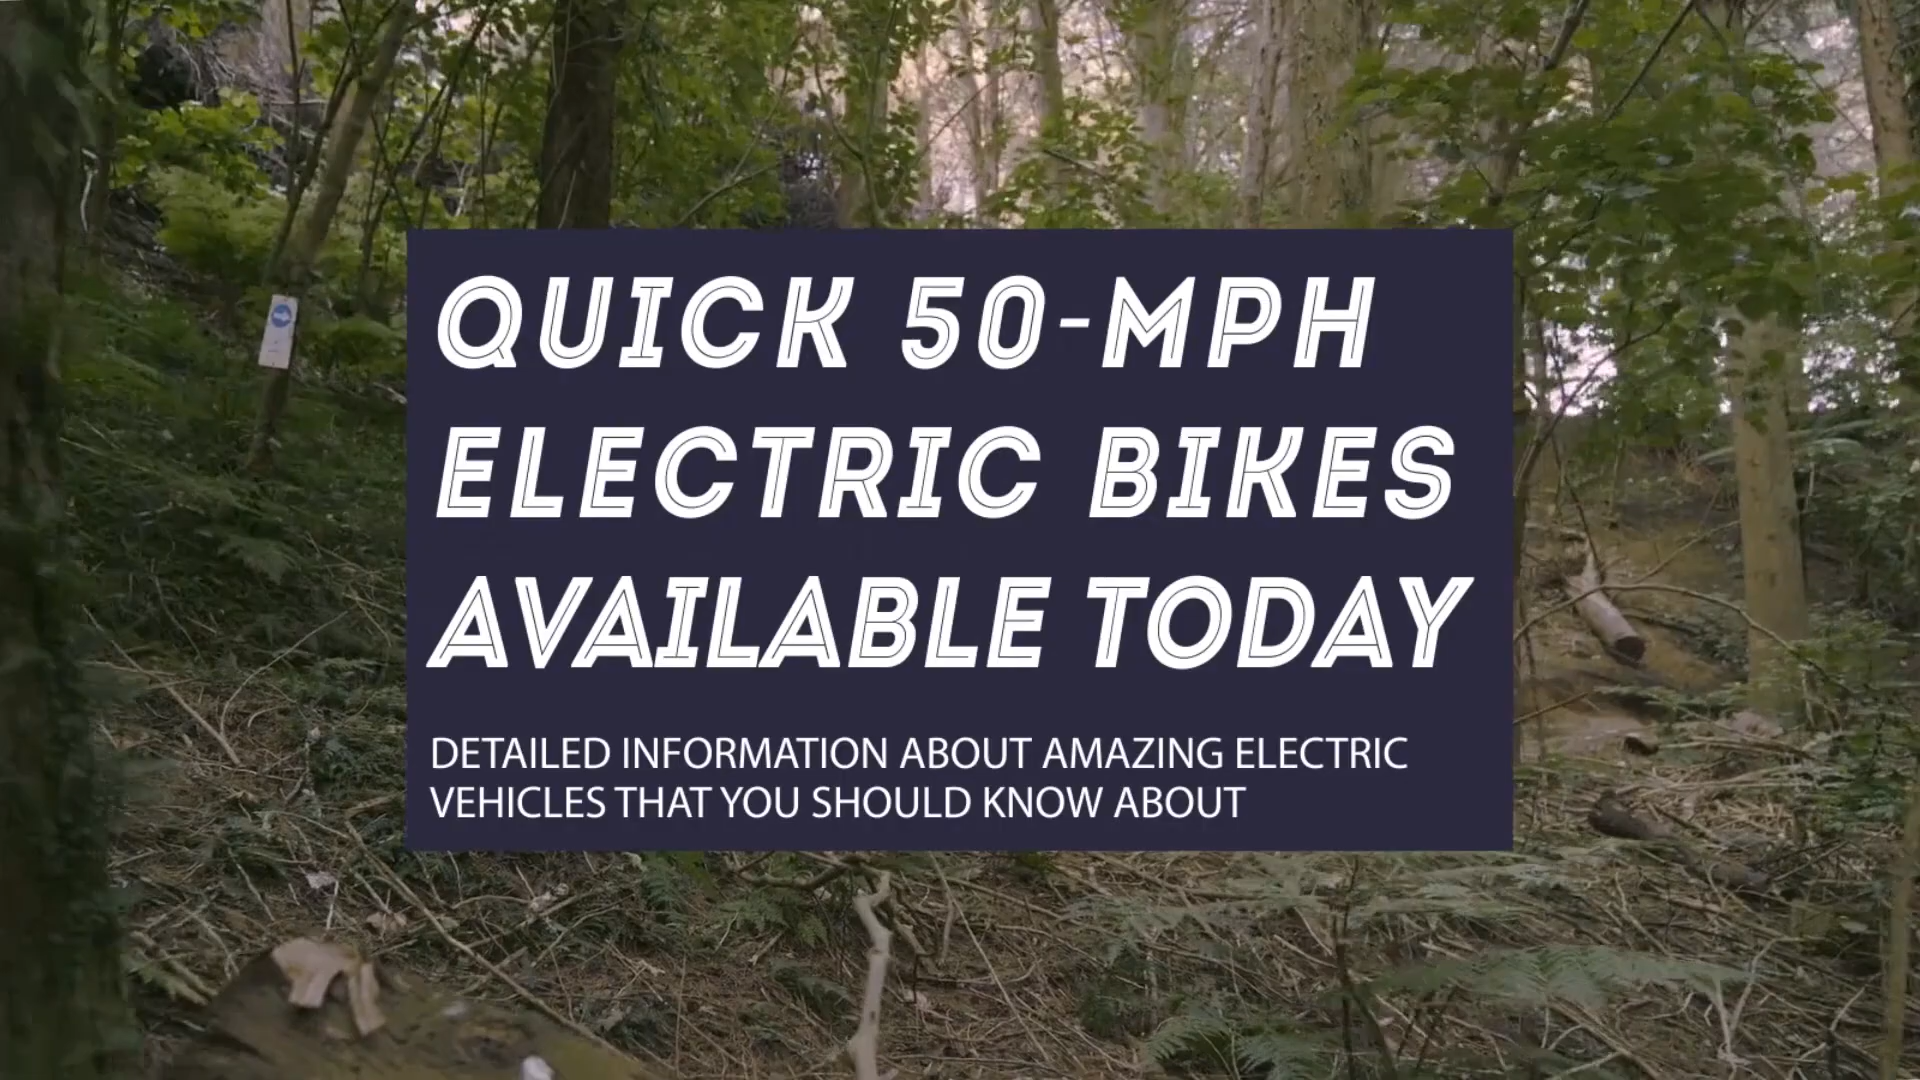 QUICK 50-MPH
ELECTRIC BIKES
AVAILABLE TODAY
DETAILED INFORMATION ABOUT AMAZING ELECTRIC
VEHICLES THAT YOU SHOULD KNOW ABOUT